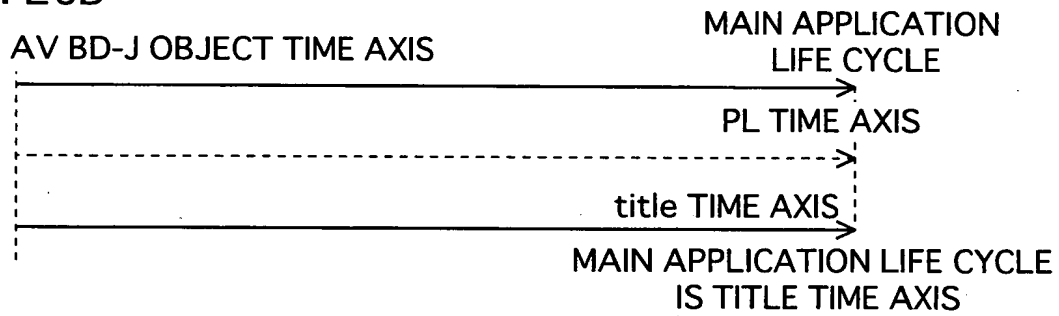 MAIN APPLICATION
AV BD-J OBJECT TIME AXIS
LIFE CYCLE
PL TIME AXIS
title TIME AXIS
MAIN APPLICATION LIFE CYCLE
IS TITLE TIME AXIS